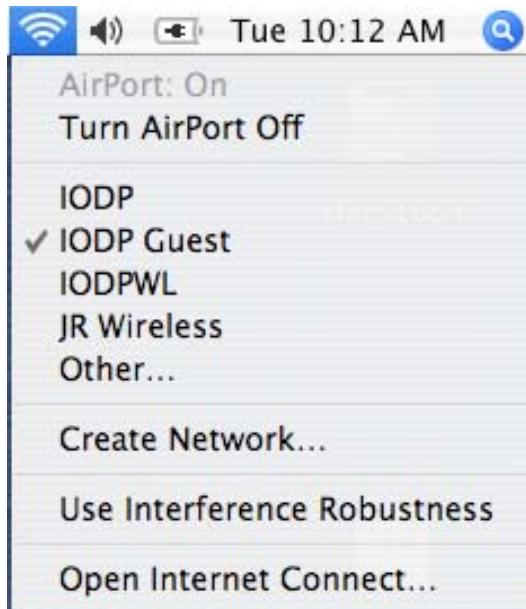 Tue 10:12 AM
AirPort: On
Turn AirPort Off
IODP
IODP Guest
IODPWL
JR Wireless
Other...
Create Network...
Use Interference Robustness
Open Internet Connect...